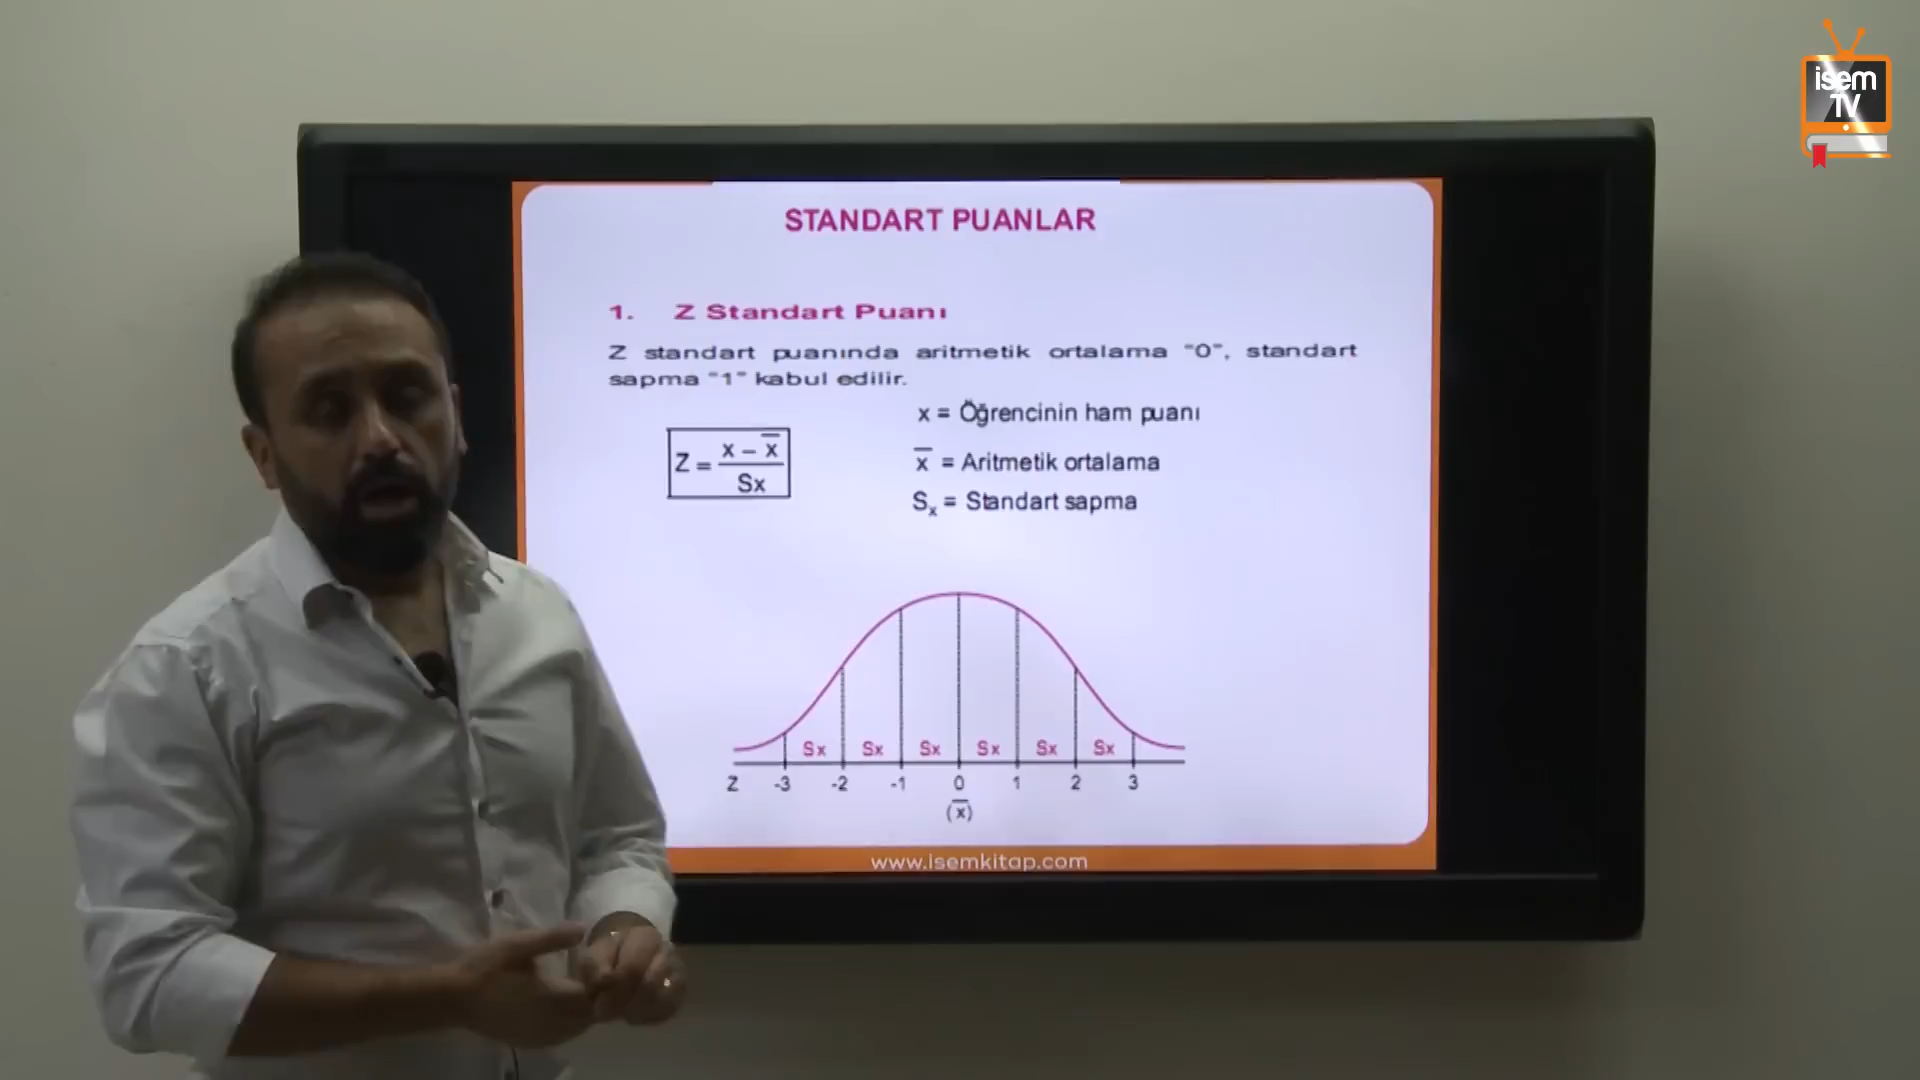 isem
TV
STANDART PUANLAR
1. Z Standart Puanı
Z standart puanında aritmetik ortalama "0", standart
sapma "1" kabul edilir.
x = Öğrencinin ham puanı
Z = x – x̅ / Sx
x̅ = Aritmetik ortalama
Sx = Standart sapma
Sx Sx Sx Sx Sx Sx
Z -3 -2 -1 0 1 2 3
(x̅)
www.isemkitap.com